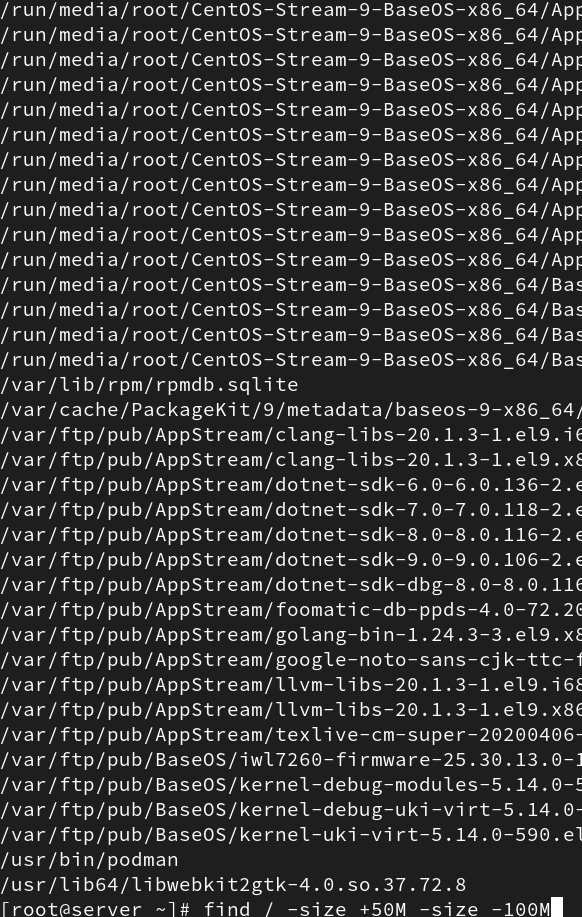 /run/media/root/CentOS-Stream-9-BaseOS-x86_64/App
/run/media/root/CentOS-Stream-9-BaseOS-x86_64/App
/run/media/root/CentOS-Stream-9-BaseOS-x86_64/App
/run/media/root/CentOS-Stream-9-BaseOS-x86_64/App
/run/media/root/CentOS-Stream-9-BaseOS-x86_64/App
/run/media/root/CentOS-Stream-9-BaseOS-x86_64/App
/run/media/root/CentOS-Stream-9-BaseOS-x86_64/App
/run/media/root/CentOS-Stream-9-BaseOS-x86_64/App
/run/media/root/CentOS-Stream-9-BaseOS-x86_64/App
/run/media/root/CentOS-Stream-9-BaseOS-x86_64/App
/run/media/root/CentOS-Stream-9-BaseOS-x86_64/App
/run/media/root/CentOS-Stream-9-BaseOS-x86_64/Bas
/run/media/root/CentOS-Stream-9-BaseOS-x86_64/Bas
/run/media/root/CentOS-Stream-9-BaseOS-x86_64/Bas
/run/media/root/CentOS-Stream-9-BaseOS-x86_64/Bas
/var/lib/rpm/rpmdb.sqlite
/var/cache/PackageKit/9/metadata/baseos-9-x86_64/
/var/ftp/pub/AppStream/clang-libs-20.1.3-1.el9.i6
/var/ftp/pub/AppStream/clang-libs-20.1.3-1.el9.x8
/var/ftp/pub/AppStream/dotnet-sdk-6.0-6.0.136-2.e
/var/ftp/pub/AppStream/dotnet-sdk-7.0-7.0.118-2.e
/var/ftp/pub/AppStream/dotnet-sdk-8.0-8.0.116-2.e
/var/ftp/pub/AppStream/dotnet-sdk-9.0-9.0.106-2.e
/var/ftp/pub/AppStream/dotnet-sdk-dbg-8.0-8.0.116
/var/ftp/pub/AppStream/foomatic-db-ppds-4.0-72.20
/var/ftp/pub/AppStream/golang-bin-1.24.3-3.el9.x8
/var/ftp/pub/AppStream/google-noto-sans-cjk-ttc-f
/var/ftp/pub/AppStream/llvm-libs-20.1.3-1.el9.i68
/var/ftp/pub/AppStream/llvm-libs-20.1.3-1.el9.x86
/var/ftp/pub/AppStream/texlive-cm-super-20200406-
/var/ftp/pub/BaseOS/iwl7260-firmware-25.30.13.0-1
/var/ftp/pub/BaseOS/kernel-debug-modules-5.14.0-5
/var/ftp/pub/BaseOS/kernel-debug-uki-virt-5.14.0-
/var/ftp/pub/BaseOS/kernel-uki-virt-5.14.0-590.el
/usr/bin/podman
/usr/lib64/libwebkit2gtk-4.0.so.37.72.8
[root@server ~]# find / -size +50M -size -100M